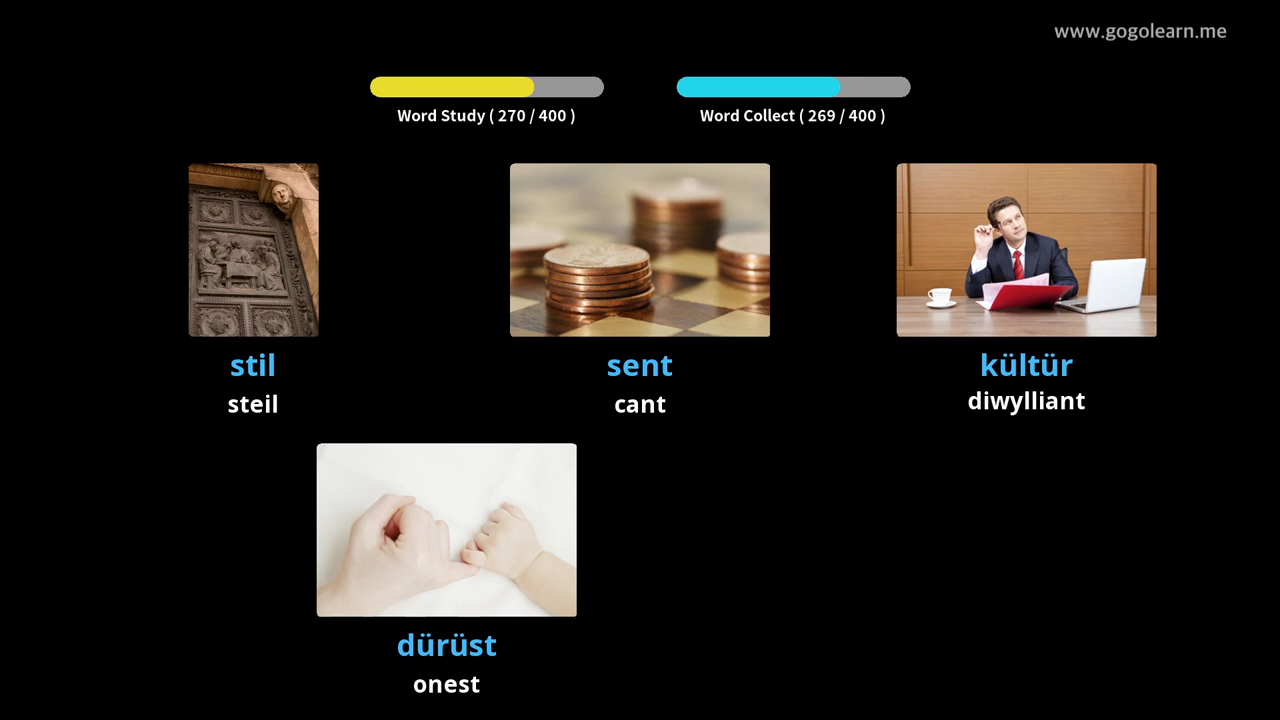 www.gogolearn.me
Word Study ( 270 / 400 )
Word Collect ( 269 / 400 )
stil
steil
sent
cant
kültür
diwylliant
dürüst
onest